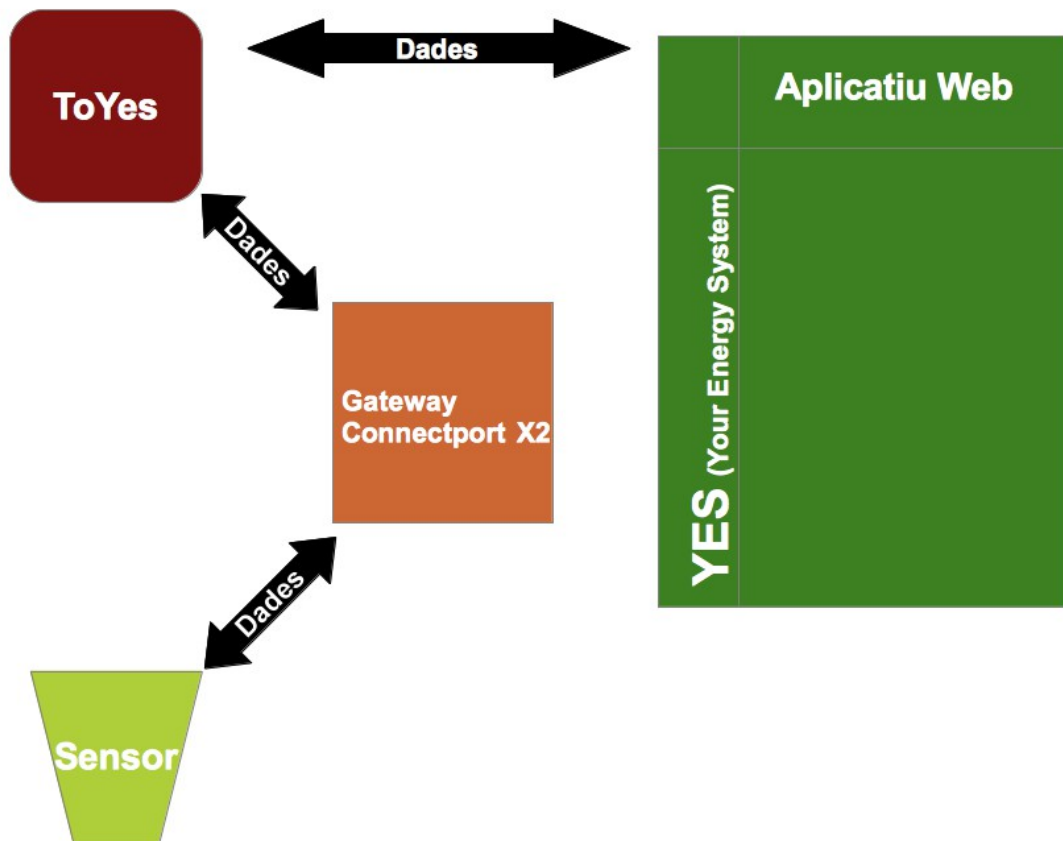 Dades
ToYes
Aplicatiu Web
Dades
YES (Your Energy System)
Gateway
Connectport X2
Dades
Sensor